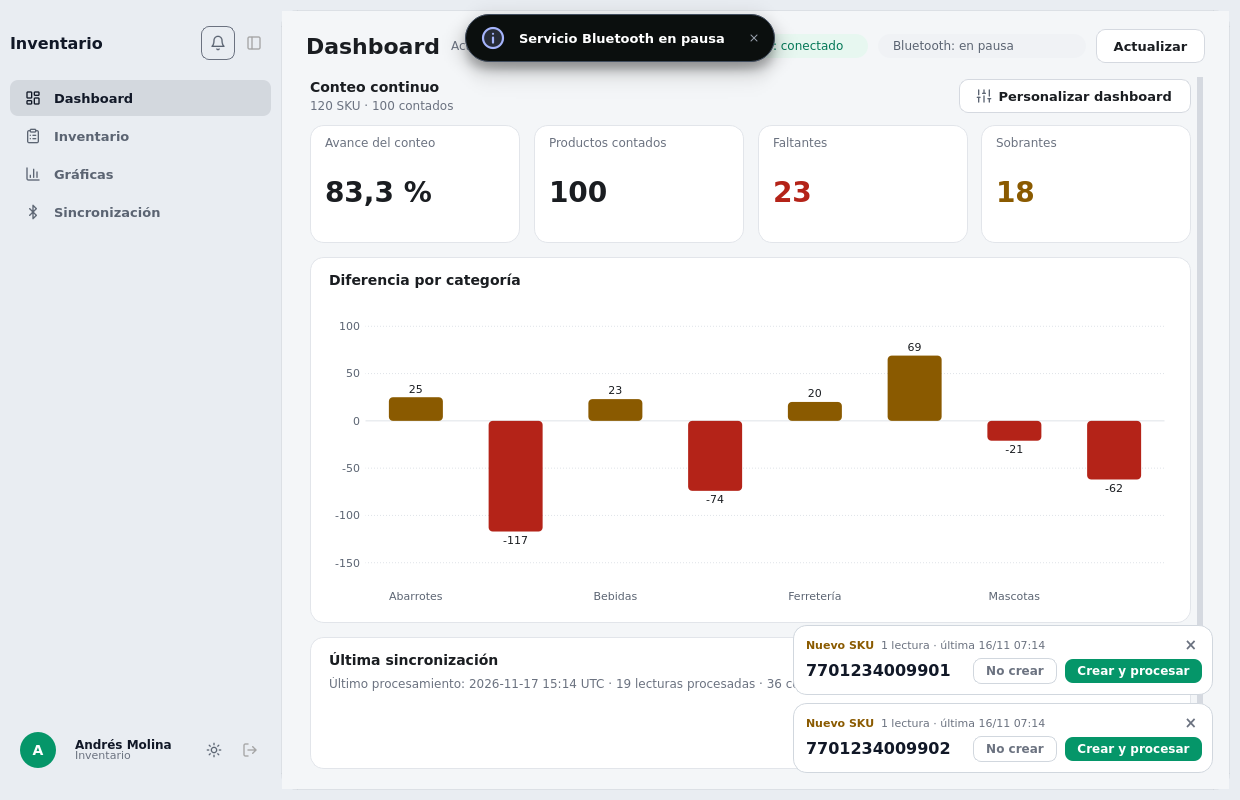 Inventario
Dashboard
Inventario
Gráficas
Sincronización
A
Andrés Molina
Inventario
Servicio Bluetooth en pausa
×
Dashboard
conectado
Bluetooth: en pausa
Actualizar
Conteo continuo
120 SKU · 100 contados
Personalizar dashboard
Avance del conteo
83,3 %
Productos contados
100
Faltantes
23
Sobrantes
18
Diferencia por categoría
100
50
0
-50
-100
-150
25
-117
23
-74
20
69
-21
-62
Abarrotes
Bebidas
Ferretería
Mascotas
Última sincronización
Último procesamiento: 2026-11-17 15:14 UTC · 19 lecturas procesadas · 36
Nuevo SKU 1 lectura · última 16/11 07:14
×
7701234009901
No crear
Crear y procesar
Nuevo SKU 1 lectura · última 16/11 07:14
×
7701234009902
No crear
Crear y procesar